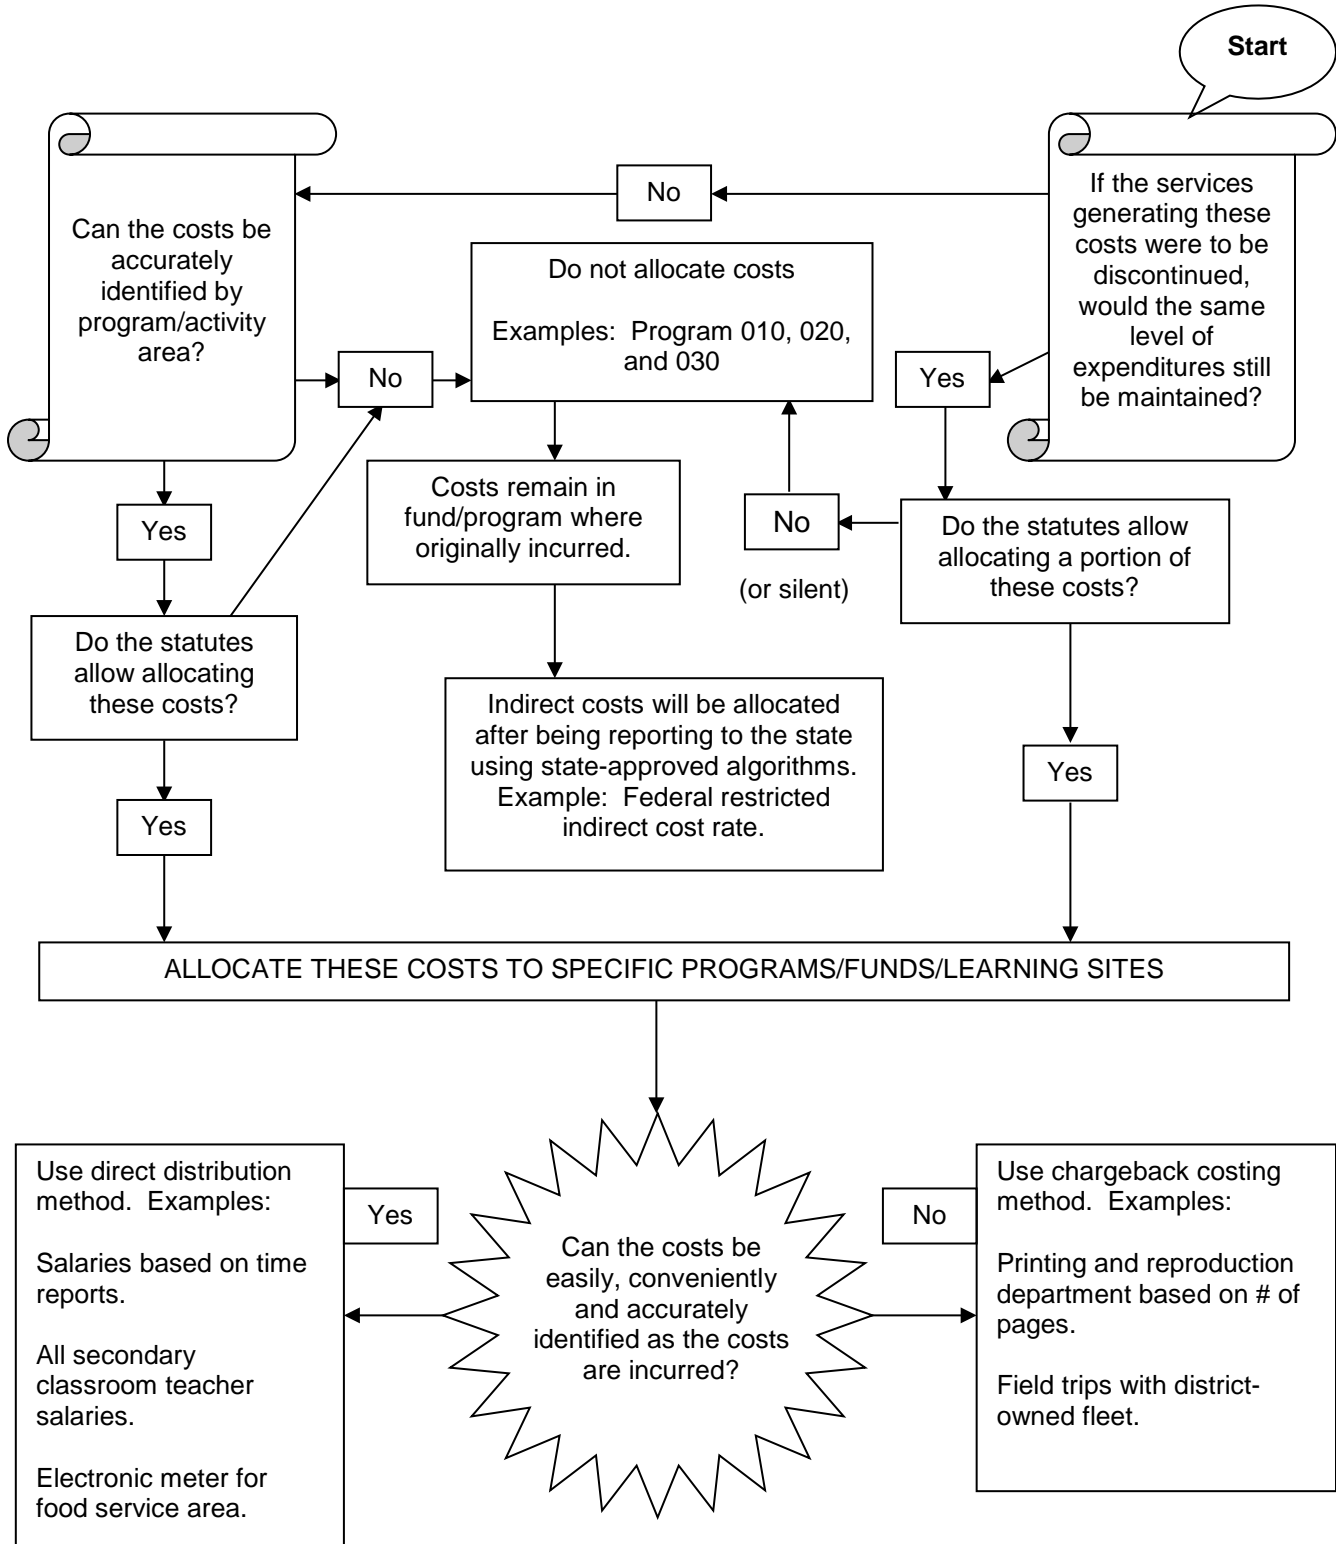 Start
If the services
generating these
costs were to be
discontinued,
would the same
level of
expenditures still
be maintained?
No
Can the costs be
accurately
identified by
program/activity
area?
Do not allocate costs
Examples:  Program 010, 020,
and 030
No
Yes
Costs remain in
fund/program where
originally incurred.
No
(or silent)
Do the statutes allow
allocating a portion of
these costs?
Yes
Do the statutes
allow allocating
these costs?
Indirect costs will be allocated
after being reporting to the state
using state-approved algorithms.
Example:  Federal restricted
indirect cost rate.
Yes
Yes
ALLOCATE THESE COSTS TO SPECIFIC PROGRAMS/FUNDS/LEARNING SITES
Use direct distribution
method.  Examples:
Salaries based on time
reports.
All secondary
classroom teacher
salaries.
Electronic meter for
food service area.
Yes
Can the costs be
easily, conveniently
and accurately
identified as the costs
are incurred?
No
Use chargeback costing
method.  Examples:
Printing and reproduction
department based on # of
pages.
Field trips with district-
owned fleet.